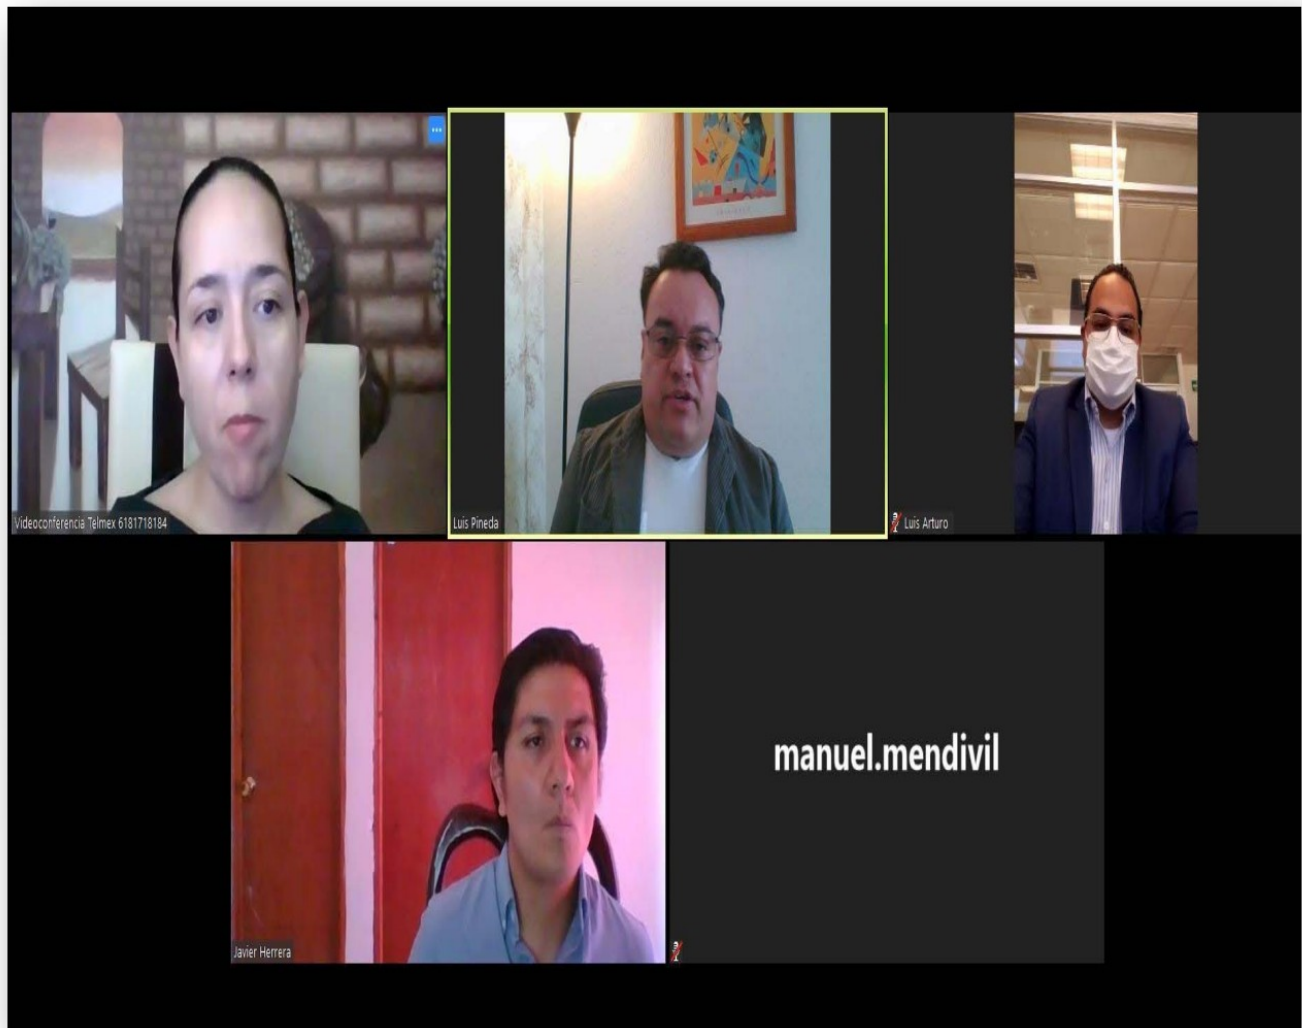 Videoconferencia Telmex 6181718184
Luis Pineda
Luis Arturo
Javier Herrera
manuel.mendivil